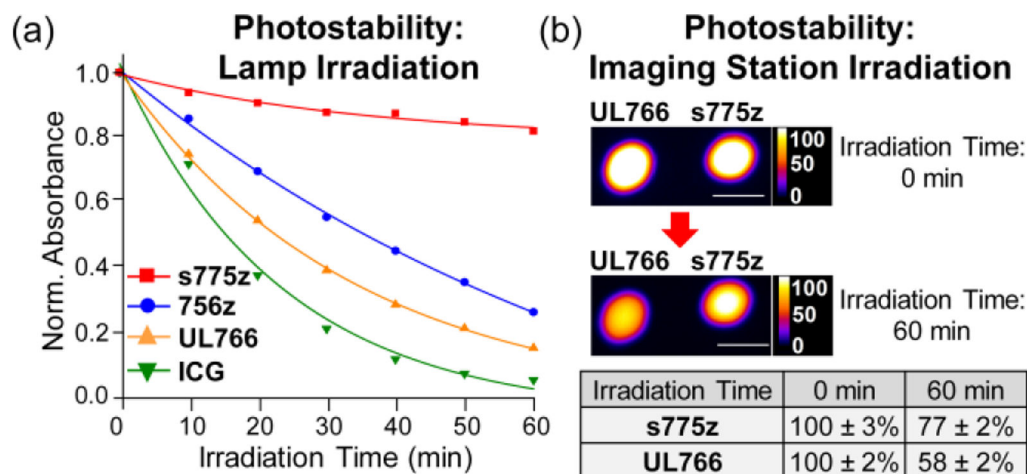 (a)
Photostability:
Lamp Irradiation
Norm. Absorbance
1.0
0.8
0.6
0.4
0.2
0.0
s775z
756z
UL766
ICG
0 10 20 30 40 50 60
Irradiation Time (min)
(b)
Photostability:
Imaging Station Irradiation
UL766 s775z
100
50
0
Irradiation Time:
0 min
UL766 s775z
100
50
0
Irradiation Time:
60 min
Irradiation Time 0 min 60 min
s775z 100 ± 3% 77 ± 2%
UL766 100 ± 2% 58 ± 2%